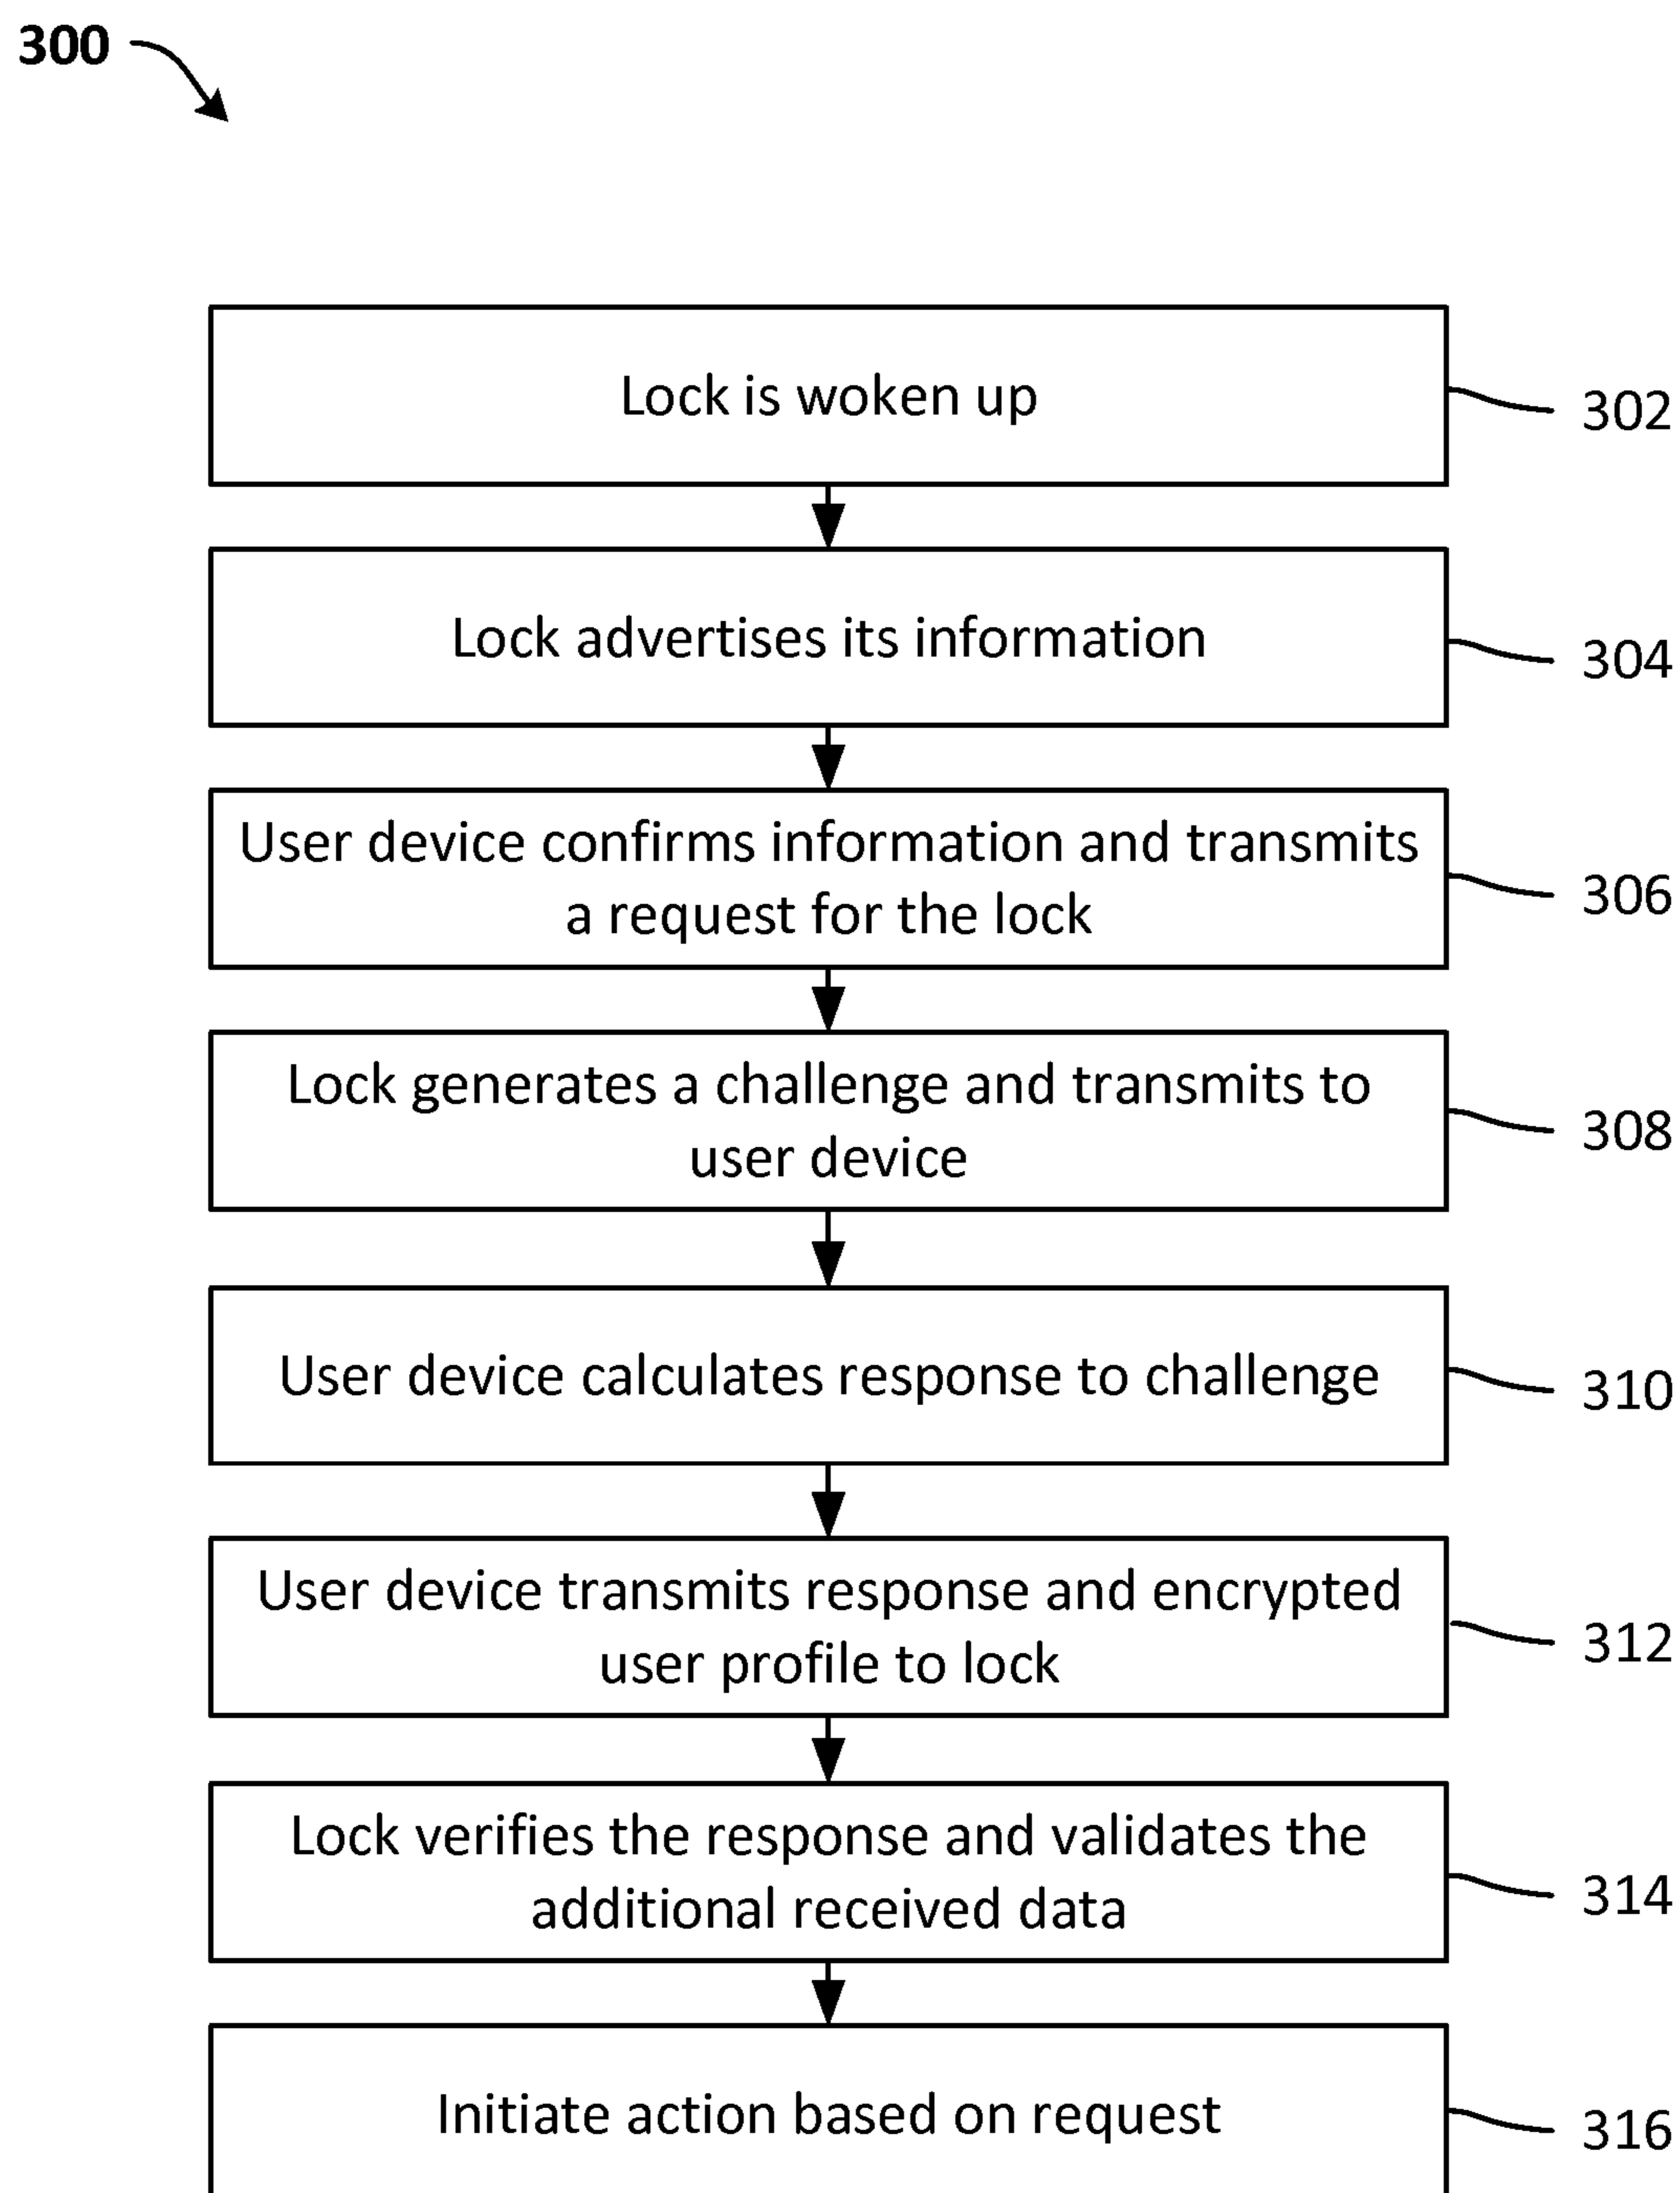 300
Lock is woken up
302
Lock advertises its information
304
User device confirms information and transmits
a request for the lock
306
Lock generates a challenge and transmits to
user device
308
User device calculates response to challenge
310
User device transmits response and encrypted
user profile to lock
312
Lock verifies the response and validates the
additional received data
314
Initiate action based on request
316